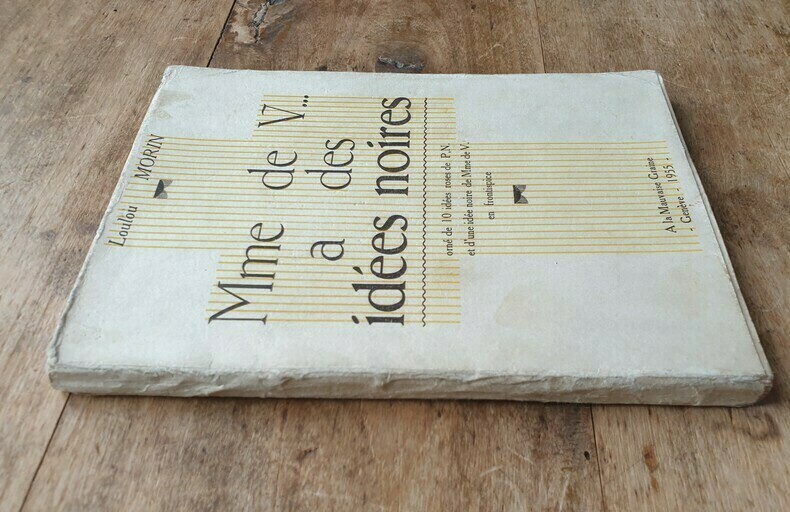 Loulou MORIN
Mme de V...
a des
idées noires
orné de 10 idées roses de P.N.
et d'une idée noire de Mme de V.
en frontispice
A la Mauvaise Graine
- Genève - 1955 -